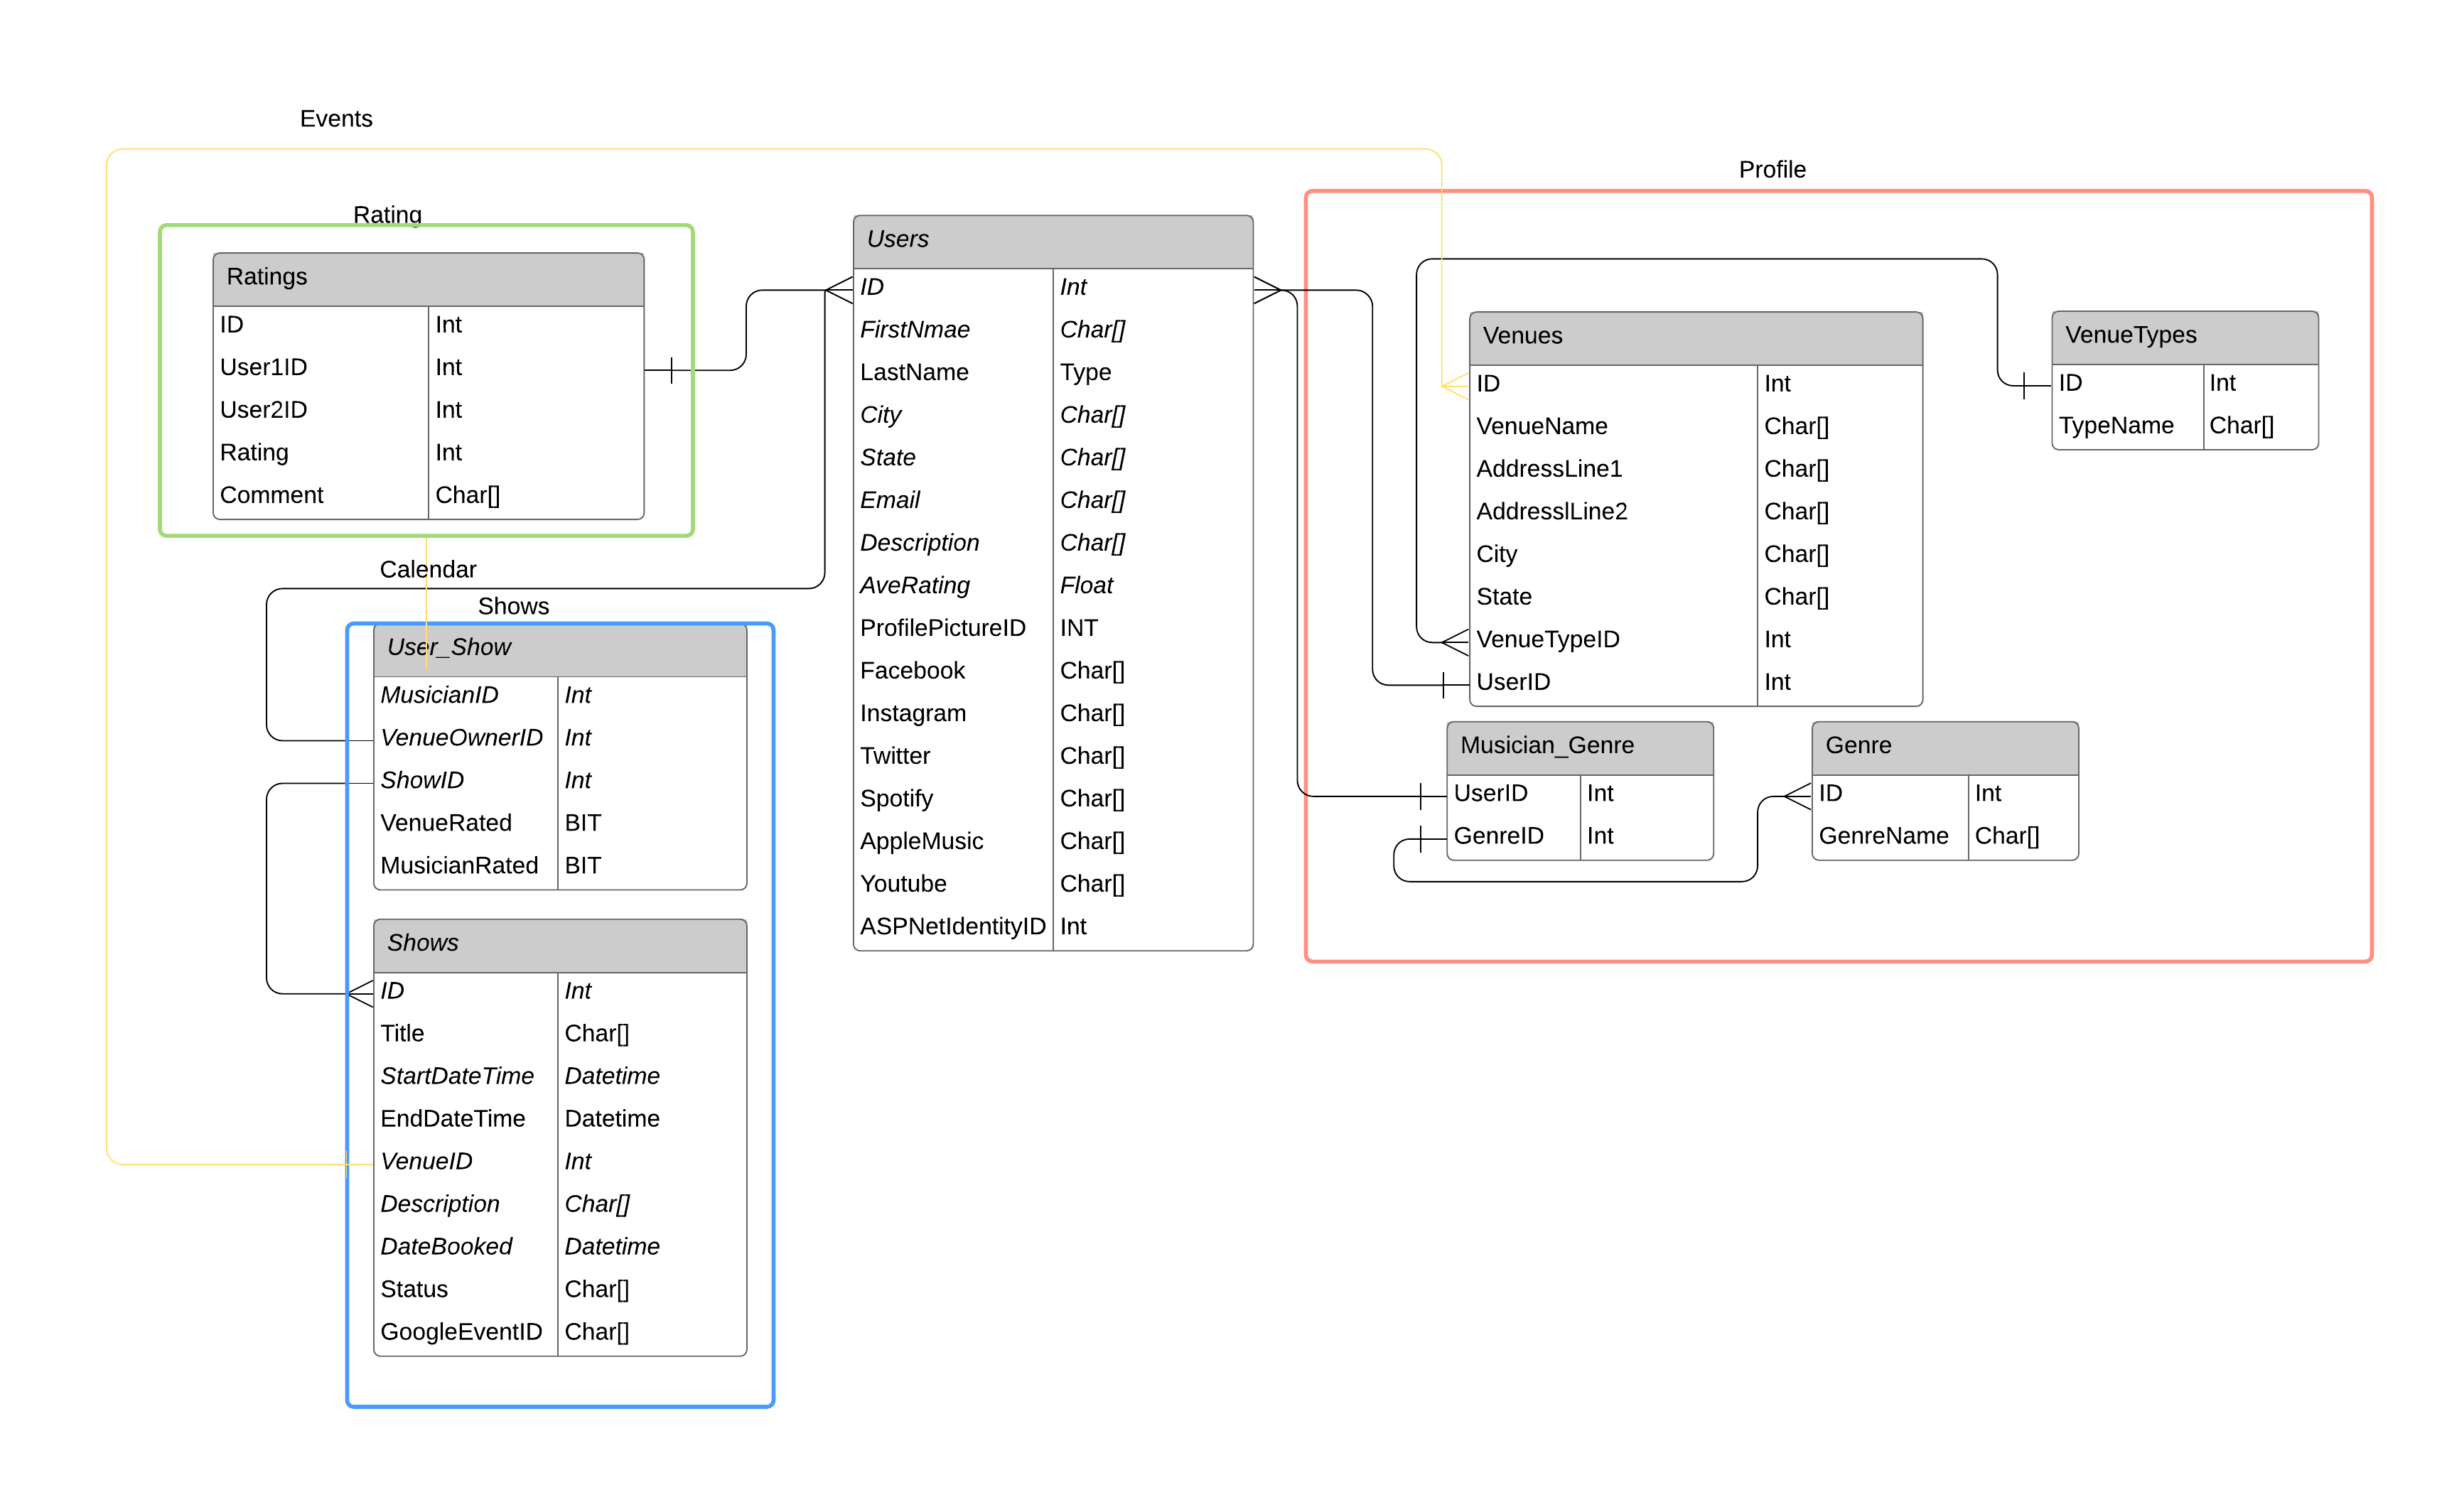 Events
Profile
Rating
Ratings
ID Int
User1ID Int
User2ID Int
Rating Int
Comment Char[]
Calendar
Shows
User_Show
MusicianID Int
VenueOwnerID Int
ShowID Int
VenueRated BIT
MusicianRated BIT
Shows
ID Int
Title Char[]
StartDateTime Datetime
EndDateTime Datetime
VenueID Int
Description Char[]
DateBooked Datetime
Status Char[]
GoogleEventID Char[]
Users
ID Int
FirstNmae Char[]
LastName Type
City Char[]
State Char[]
Email Char[]
Description Char[]
AveRating Float
ProfilePictureID INT
Facebook Char[]
Instagram Char[]
Twitter Char[]
Spotify Char[]
AppleMusic Char[]
Youtube Char[]
ASPNetIdentityID Int
Venues
ID Int
VenueName Char[]
AddressLine1 Char[]
AddresslLine2 Char[]
City Char[]
State Char[]
VenueTypeID Int
UserID Int
VenueTypes
ID Int
TypeName Char[]
Musician_Genre
UserID Int
GenreID Int
Genre
ID Int
GenreName Char[]